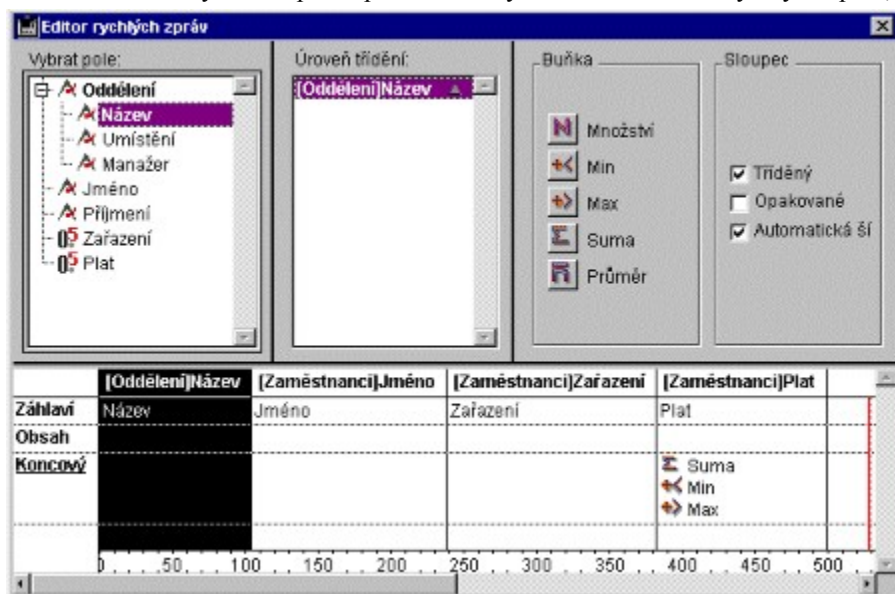 Editor rychlých zpráv
Vybrat pole:
Oddělení
Název
Umístění
Manažer
Jméno
Příjmení
Zařazení
Plat
Úroveň třídění:
[Oddělení]Název
Buňka
Množství
Min
Max
Suma
Průměr
Sloupec
Tříděný
Opakované
Automatická ší
[Oddělení]Název [Zaměstnanci]Jméno [Zaměstnanci]Zařazení [Zaměstnanci]Plat
Záhlaví Název Jméno Zařazení Plat
Obsah
Koncový Suma
Min
Max
0 50 100 150 200 250 300 350 400 450 500